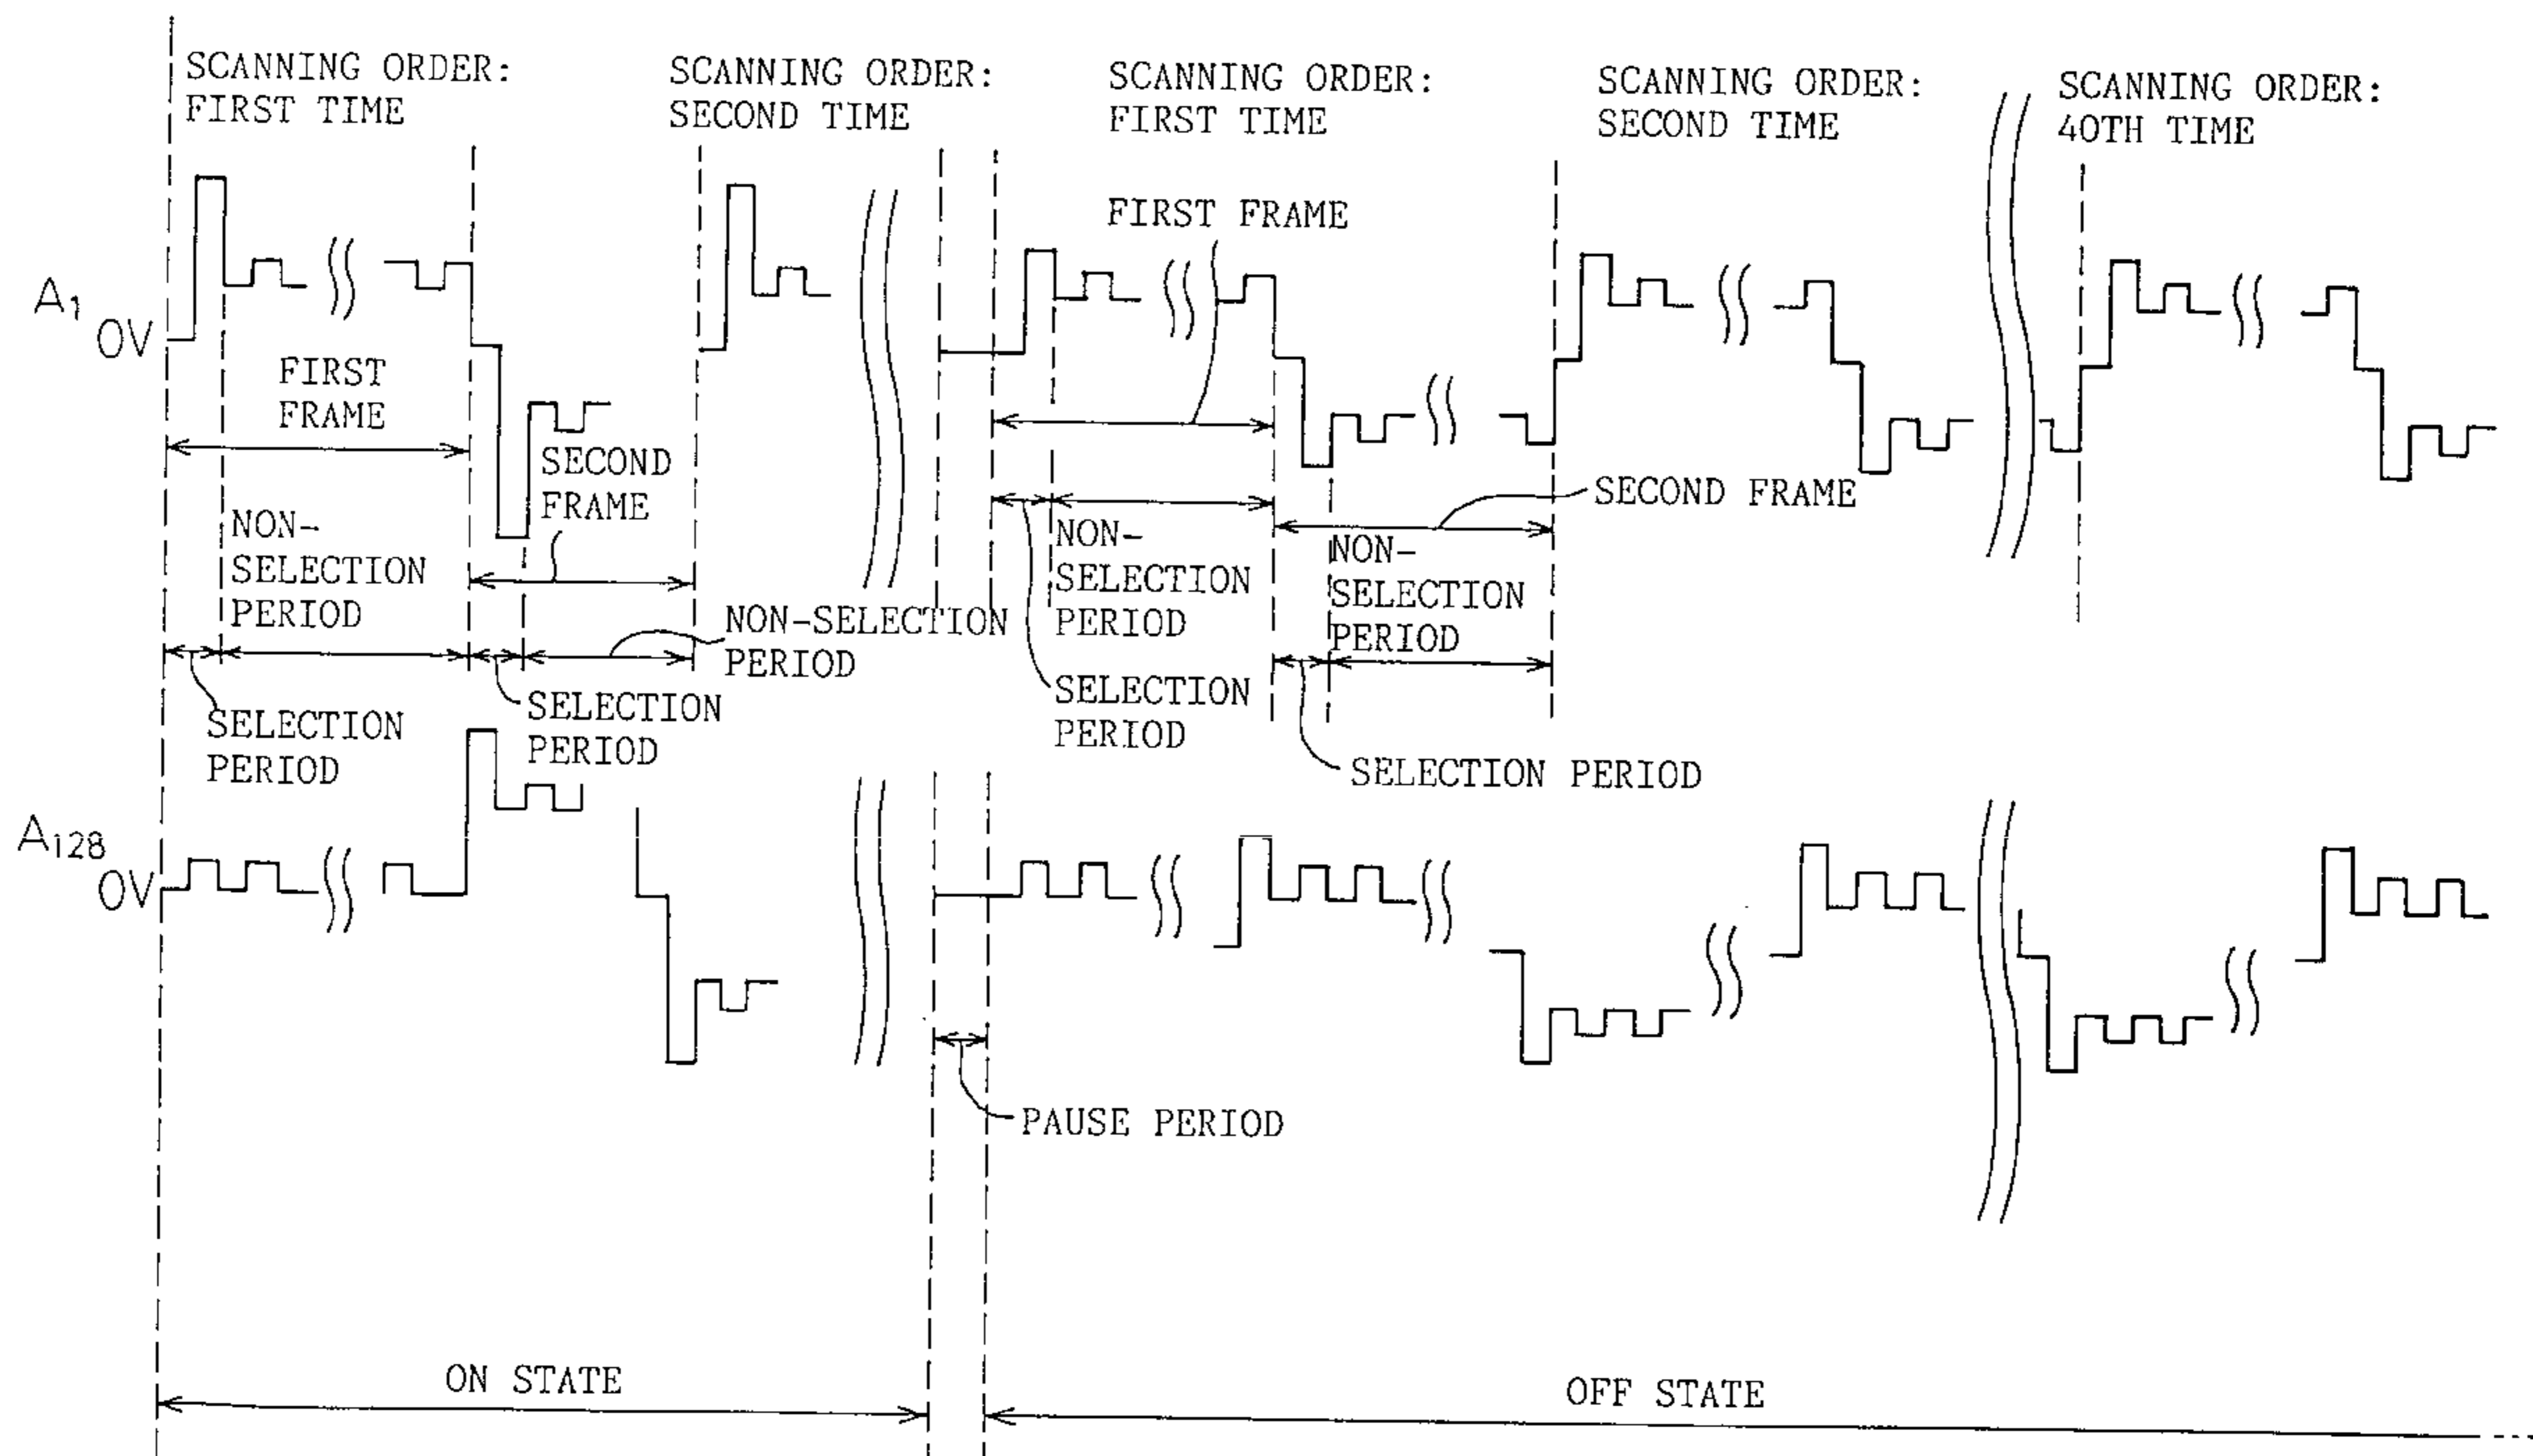 SCANNING ORDER:
FIRST TIME
SCANNING ORDER:
SECOND TIME
SCANNING ORDER:
FIRST TIME
SCANNING ORDER:
SECOND TIME
SCANNING ORDER:
40TH TIME
FIRST FRAME
A1
0V
FIRST
FRAME
SECOND
FRAME
SECOND FRAME
NON-
SELECTION
PERIOD
NON-
SELECTION
PERIOD
NON-
SELECTION
PERIOD
NON-SELECTION
PERIOD
SELECTION
PERIOD
SELECTION
PERIOD
SELECTION
PERIOD
SELECTION PERIOD
A128
0V
PAUSE PERIOD
ON STATE
OFF STATE